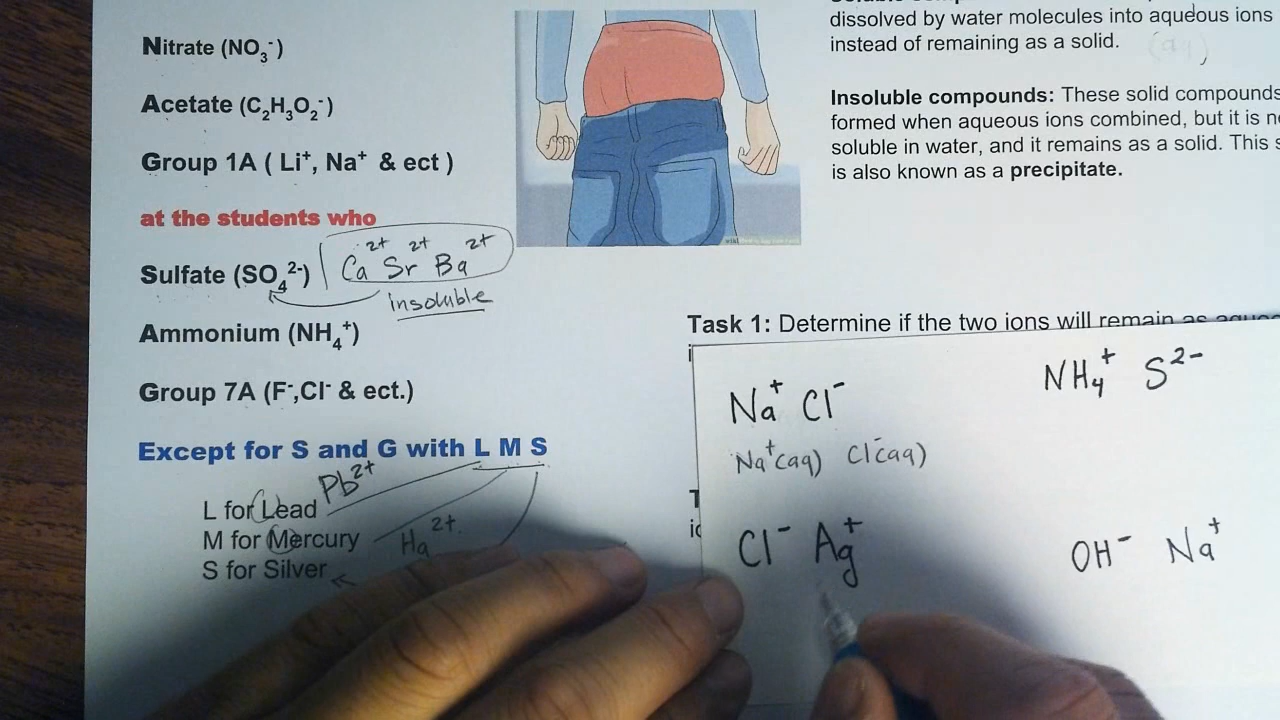 Nitrate (NO₃⁻)
Acetate (C₂H₃O₂⁻)
Group 1A ( Li⁺, Na⁺ & ect )
at the students who
Sulfate (SO₄²⁻) Ca²⁺ Sr²⁺ Ba²⁺
insoluble
Ammonium (NH₄⁺)
Group 7A (F⁻,Cl⁻ & ect.)
Except for S and G with L M S
L for Lead Pb²⁺
M for Mercury Hg²⁺
S for Silver
dissolved by water molecules into aqueous ions
instead of remaining as a solid. (aq)
Insoluble compounds: These solid compounds
formed when aqueous ions combined, but it is
soluble in water, and it remains as a solid. This
is also known as a precipitate.
Task 1: Determine if the two ions will remain as
Na⁺ Cl⁻
Na⁺(aq) Cl⁻(aq)
NH₄⁺ S²⁻
Cl⁻ Ag⁺
OH⁻ Na⁺